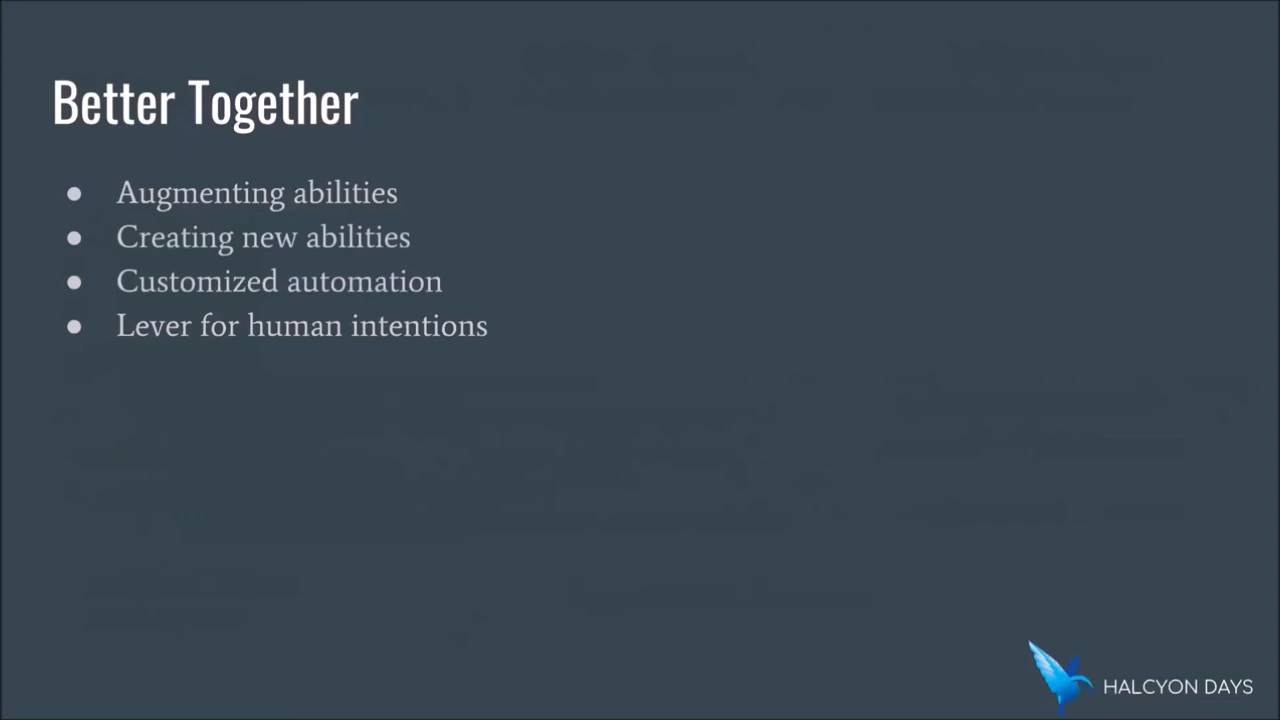 Better Together
● Augmenting abilities
● Creating new abilities
● Customized automation
● Lever for human intentions
HALCYON DAYS